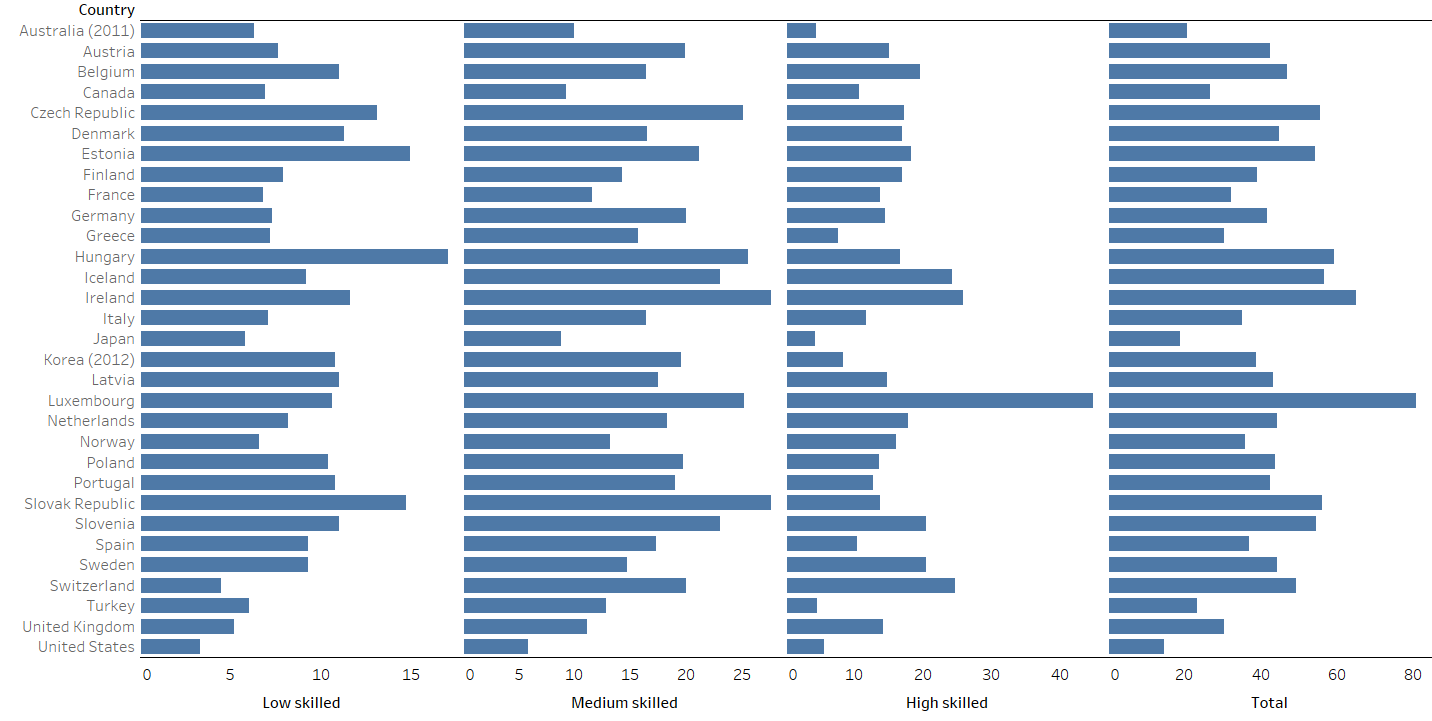 Country
Australia (2011)
Austria
Belgium
Canada
Czech Republic
Denmark
Estonia
Finland
France
Germany
Greece
Hungary
Iceland
Ireland
Italy
Japan
Korea (2012)
Latvia
Luxembourg
Netherlands
Norway
Poland
Portugal
Slovak Republic
Slovenia
Spain
Sweden
Switzerland
Turkey
United Kingdom
United States
0 5 10 15 0 5 10 15 20 25 0 10 20 30 40 0 20 40 60 80
Low skilled Medium skilled High skilled Total